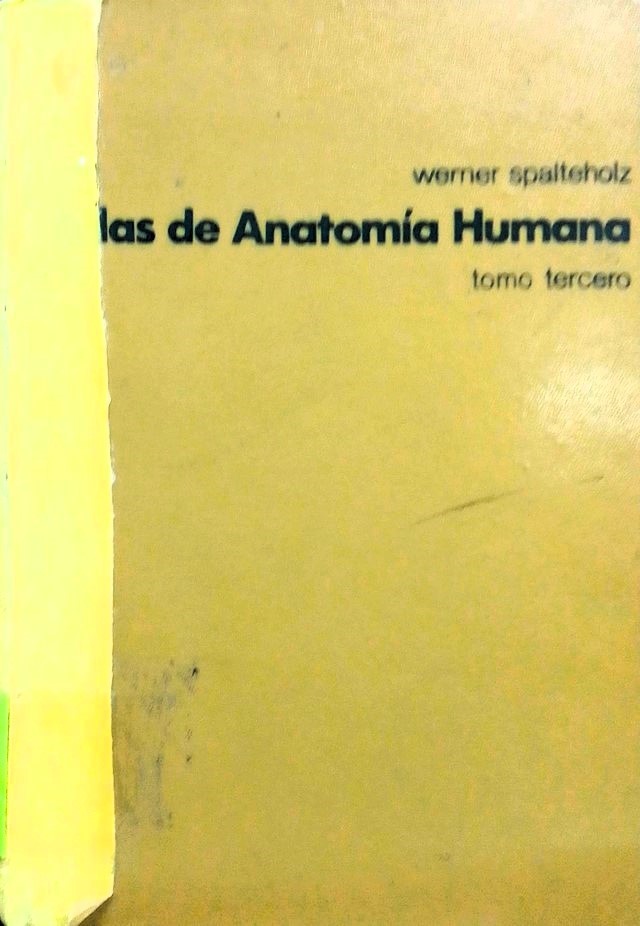 werner spalteholz
las de Anatomía Humana
tomo tercero